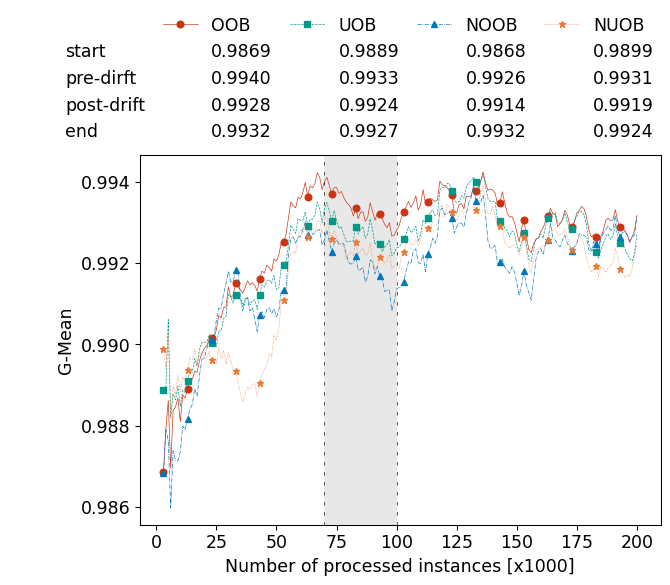 OOB UOB NOOB NUOB
start 0.9869 0.9889 0.9868 0.9899
pre-dirft 0.9940 0.9933 0.9926 0.9931
post-drift 0.9928 0.9924 0.9914 0.9919
end 0.9932 0.9927 0.9932 0.9924
0.994
0.992
0.990
0.988
0.986
G-Mean
0 25 50 75 100 125 150 175 200
Number of processed instances [x1000]